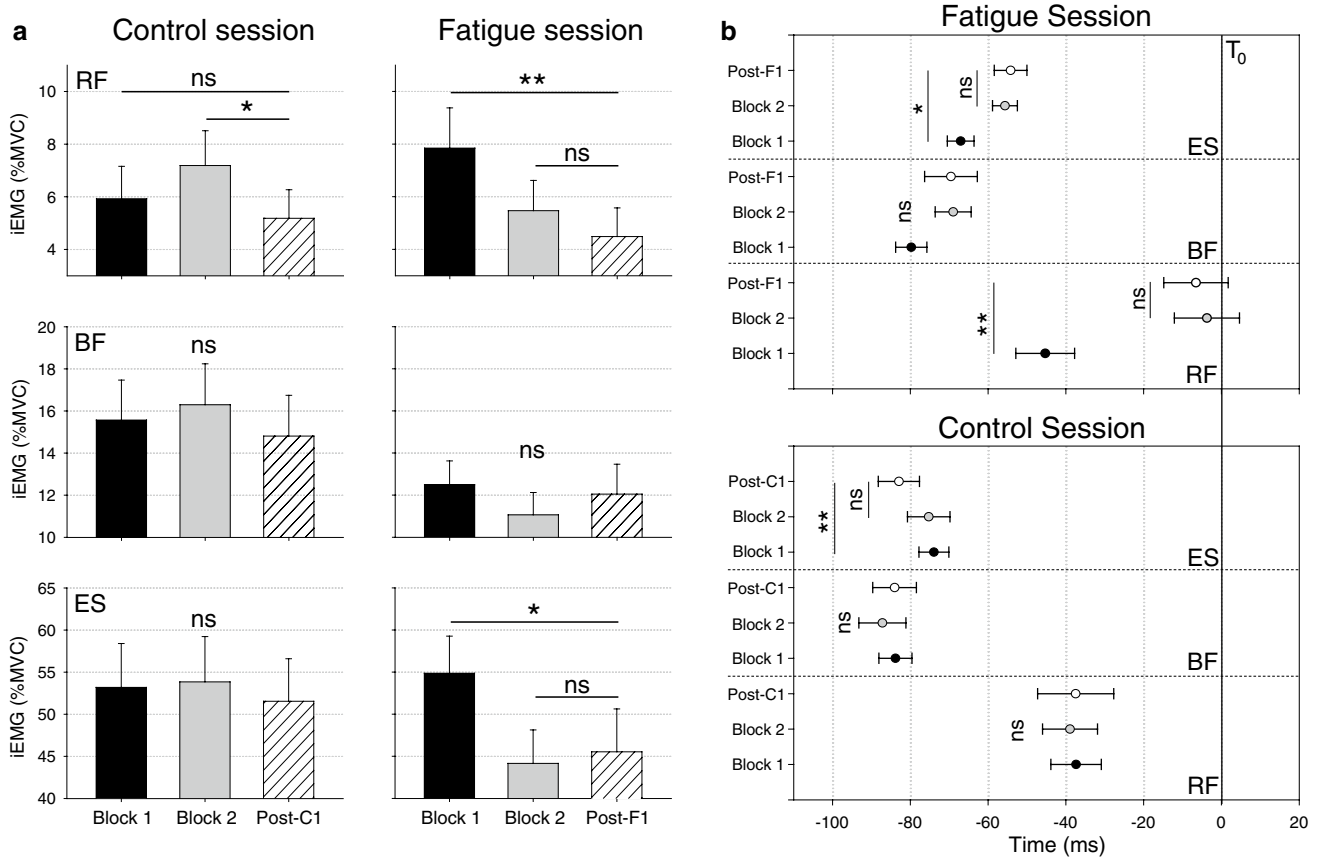 a
Control session
Fatigue session
RF
ns
*
**
ns
iEMG (%MVC)
10
8
6
4
BF
ns
ns
iEMG (%MVC)
20
18
16
14
12
10
ES
ns
*
ns
iEMG (%MVC)
65
60
55
50
45
40
Block 1
Block 2
Post-C1
Block 1
Block 2
Post-F1
b
Fatigue Session
T0
Post-F1
Block 2
Block 1
*
ns
ES
Post-F1
Block 2
Block 1
ns
BF
Post-F1
Block 2
Block 1
**
ns
RF
Control Session
Post-C1
Block 2
Block 1
**
ns
ES
Post-C1
Block 2
Block 1
ns
BF
Post-C1
Block 2
Block 1
ns
RF
-100 -80 -60 -40 -20 0 20
Time (ms)